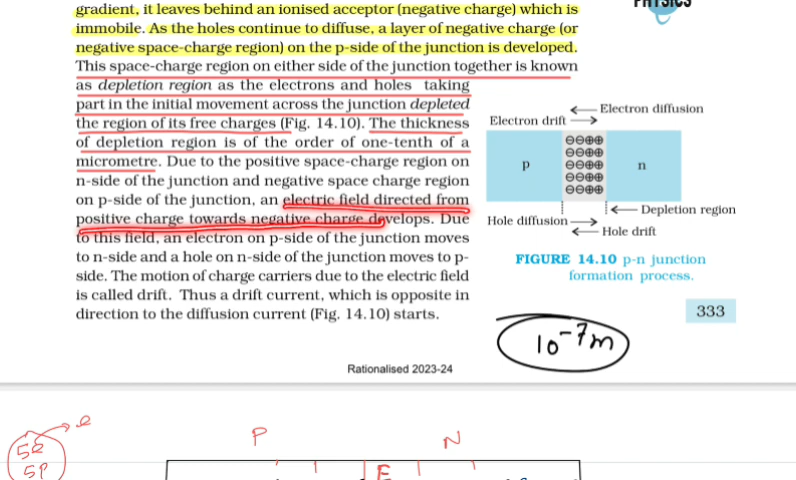 PHYSICS
gradient, it leaves behind an ionised acceptor (negative charge) which is
immobile. As the holes continue to diffuse, a layer of negative charge (or
negative space-charge region) on the p-side of the junction is developed.
This space-charge region on either side of the junction together is known
as depletion region as the electrons and holes taking
part in the initial movement across the junction depleted
the region of its free charges (Fig. 14.10). The thickness
of depletion region is of the order of one-tenth of a
micrometre. Due to the positive space-charge region on
n-side of the junction and negative space charge region
on p-side of the junction, an electric field directed from
positive charge towards negative charge develops. Due
to this field, an electron on p-side of the junction moves
to n-side and a hole on n-side of the junction moves to p-
side. The motion of charge carriers due to the electric field
is called drift. Thus a drift current, which is opposite in
direction to the diffusion current (Fig. 14.10) starts.
Electron diffusion
Electron drift
p
n
⊖⊖⊕⊕
⊖⊖⊕⊕
⊖⊖⊕⊕
⊖⊖⊕⊕
⊖⊖⊕⊕
Depletion region
Hole diffusion
Hole drift
FIGURE 14.10 p-n junction
formation process.
333
10⁻⁷m
Rationalised 2023-24
P
N
5e
e
5P
E